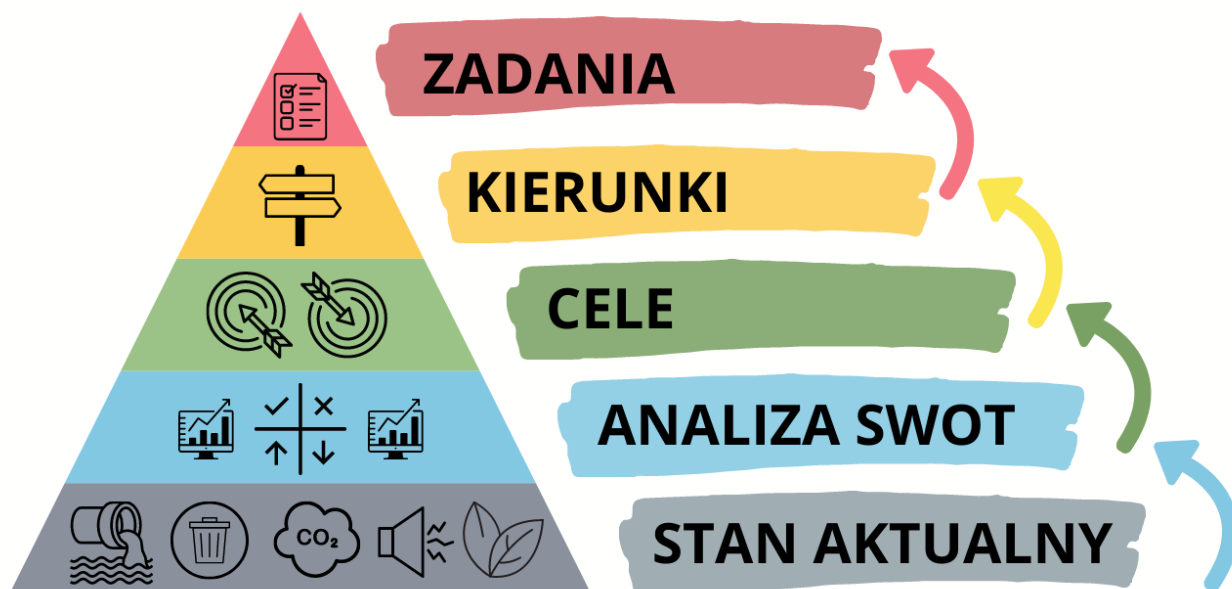 ZADANIA
KIERUNKI
CELE
ANALIZA SWOT
CO₂
STAN AKTUALNY